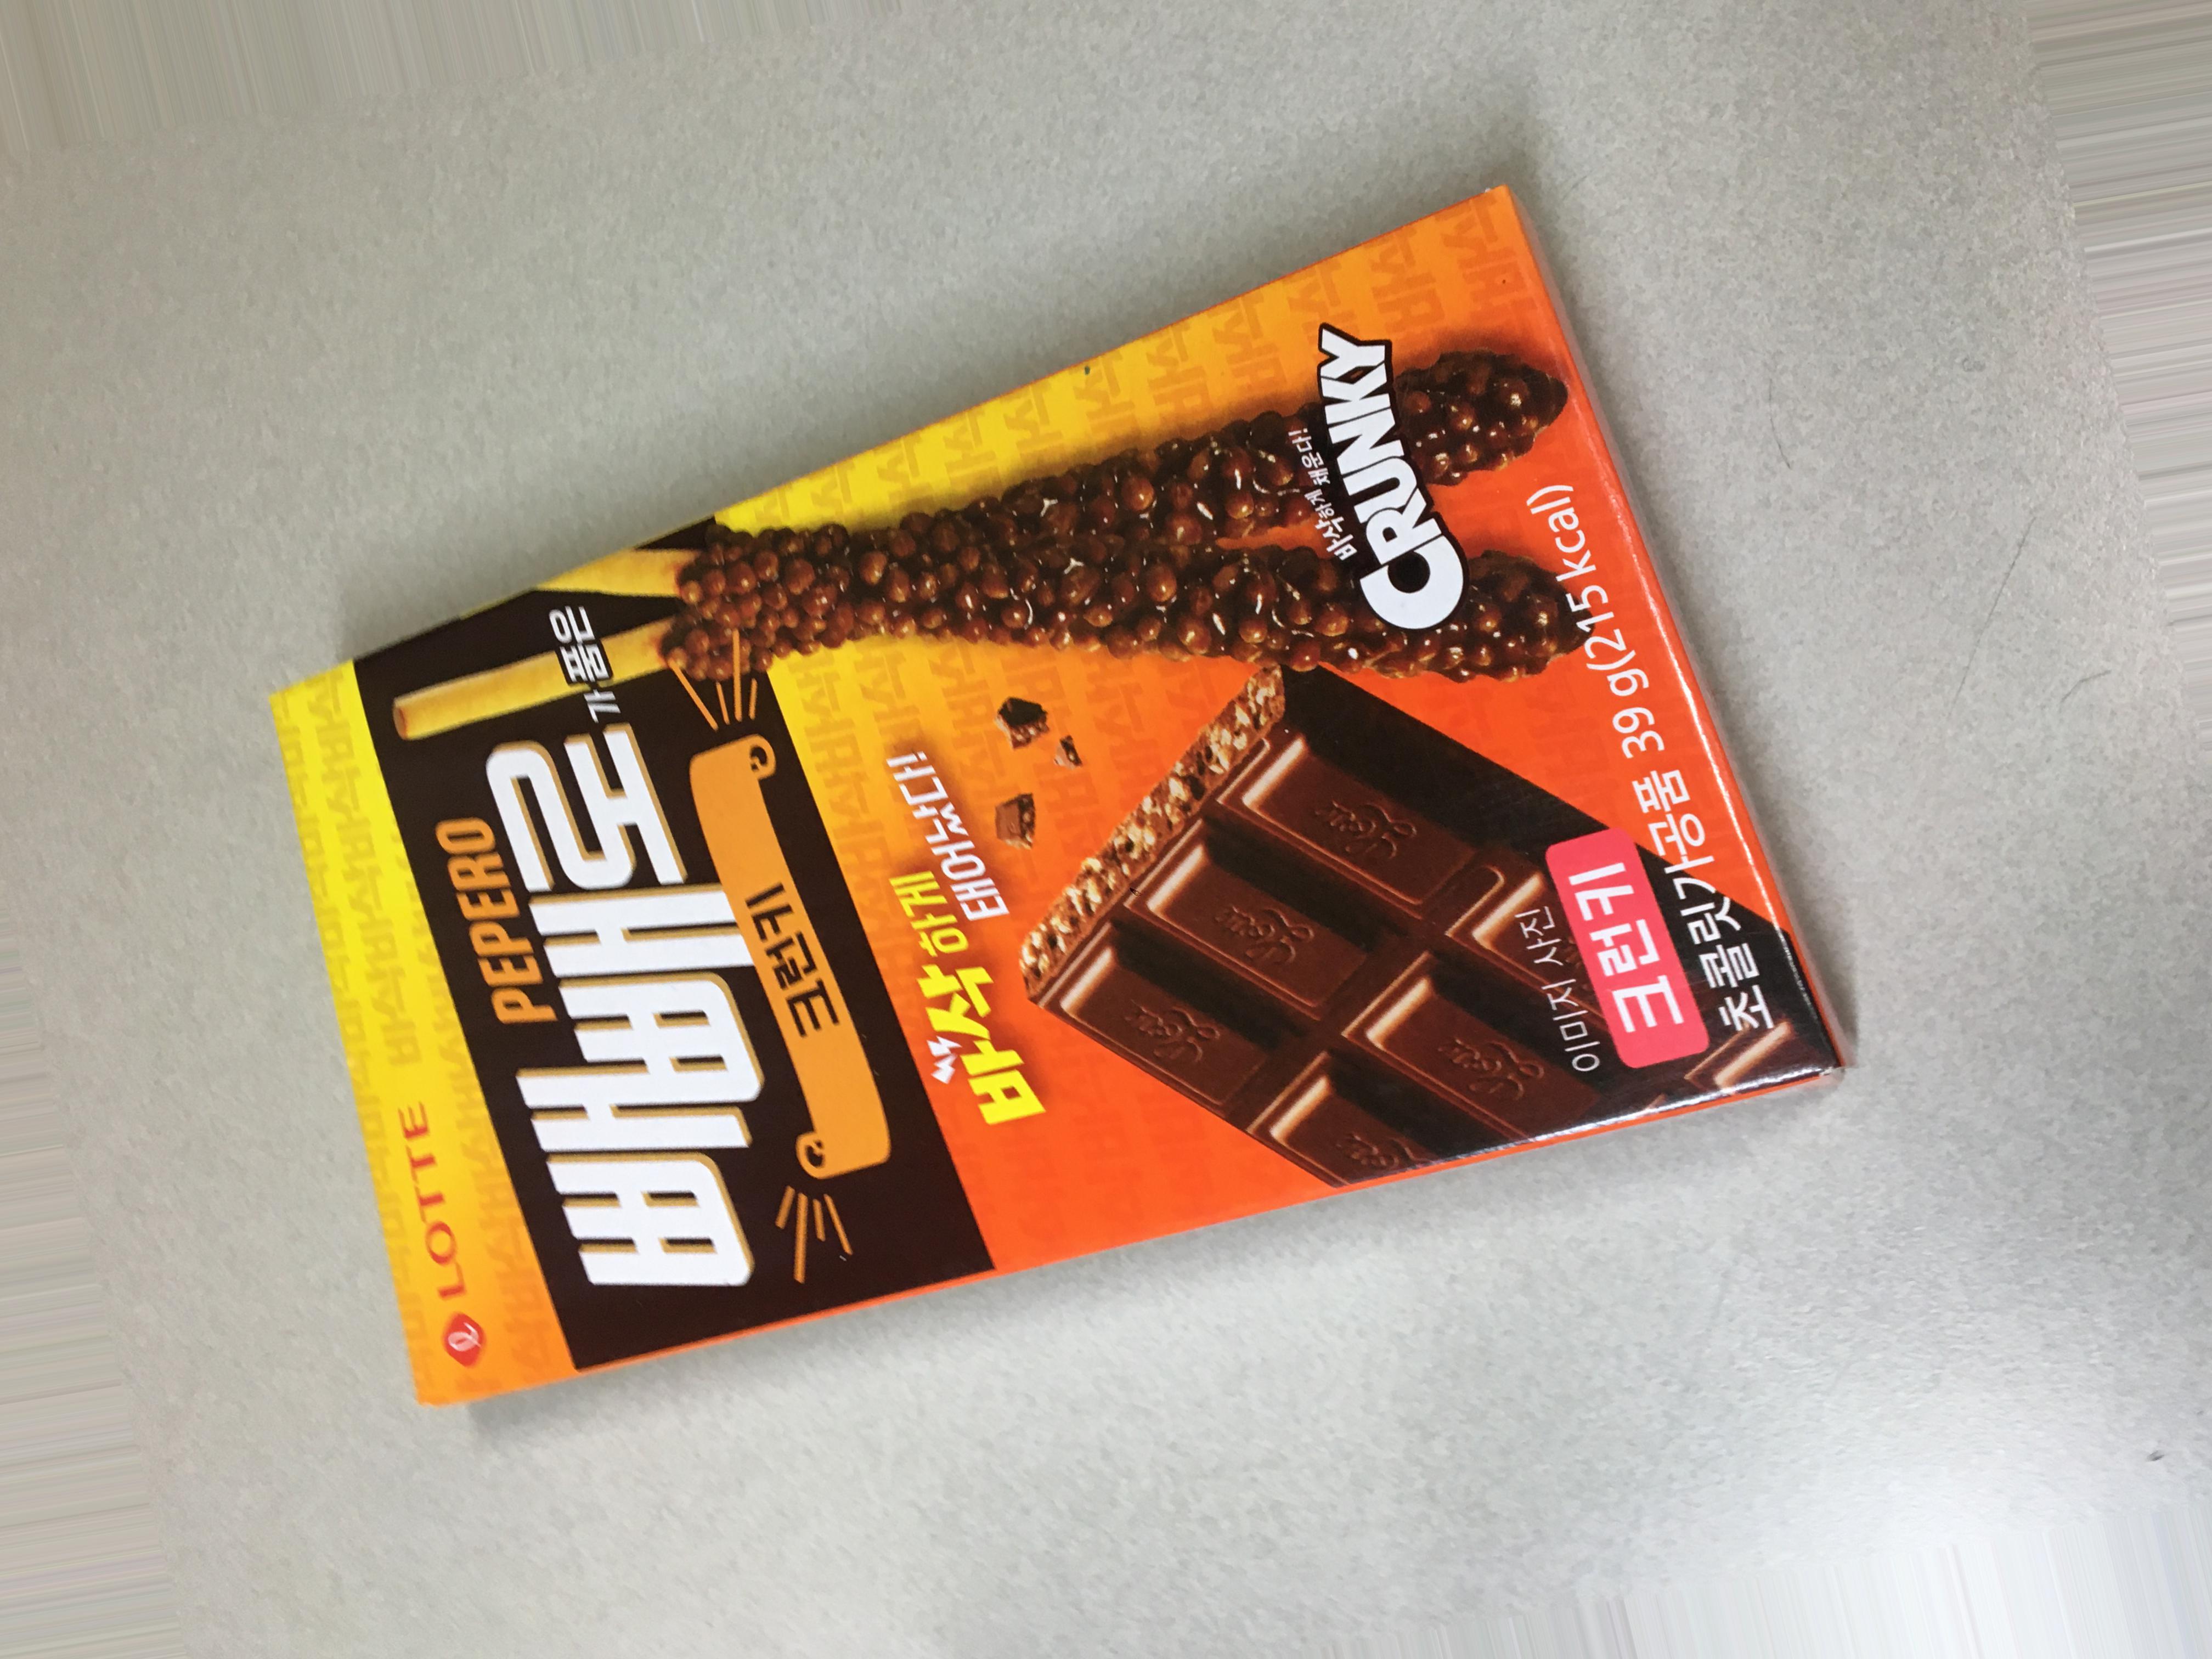 LOTTE
PEPERO
빼빼로가 품은
크런키
바삭하게
태어났다!
바삭하게 채운다!
CRUNKY
이미지 사진
크런키
초콜릿가공품 39 g(215 kcal)